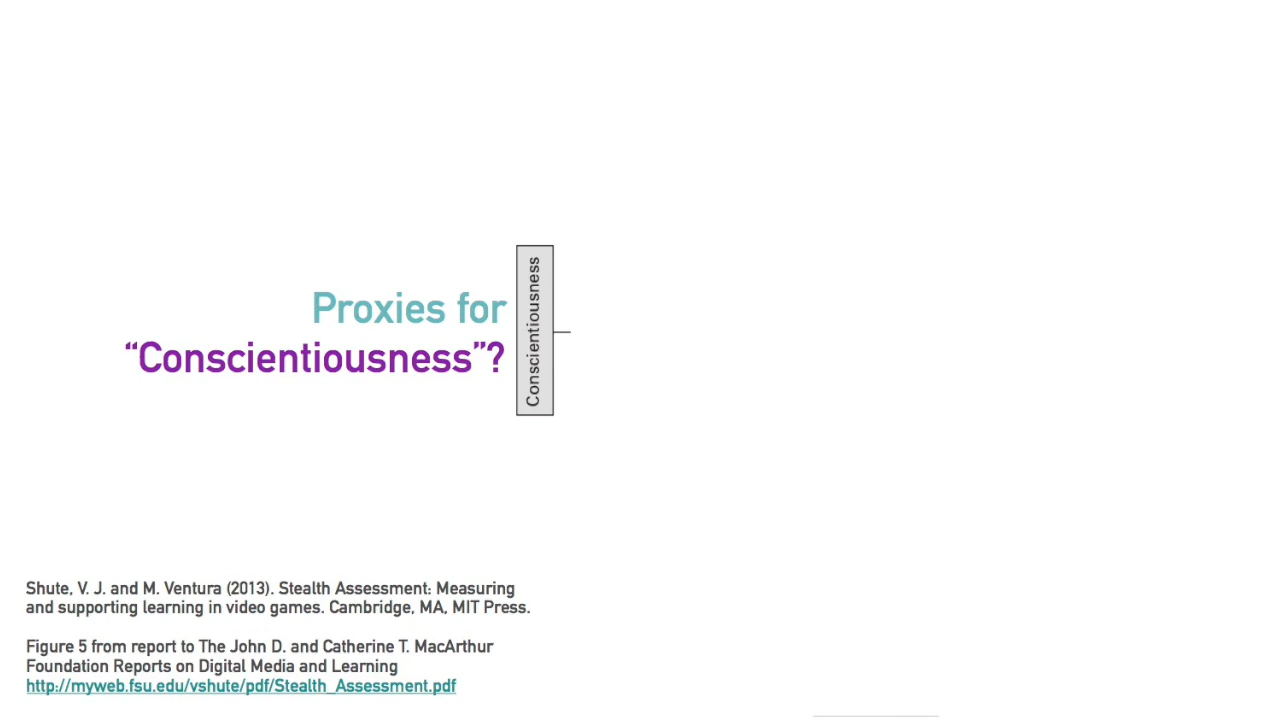 Proxies for
“Conscientiousness”?
Conscientiousness
Shute, V. J. and M. Ventura (2013). Stealth Assessment: Measuring
and supporting learning in video games. Cambridge, MA, MIT Press.
Figure 5 from report to The John D. and Catherine T. MacArthur
Foundation Reports on Digital Media and Learning
http://myweb.fsu.edu/vshute/pdf/Stealth_Assessment.pdf